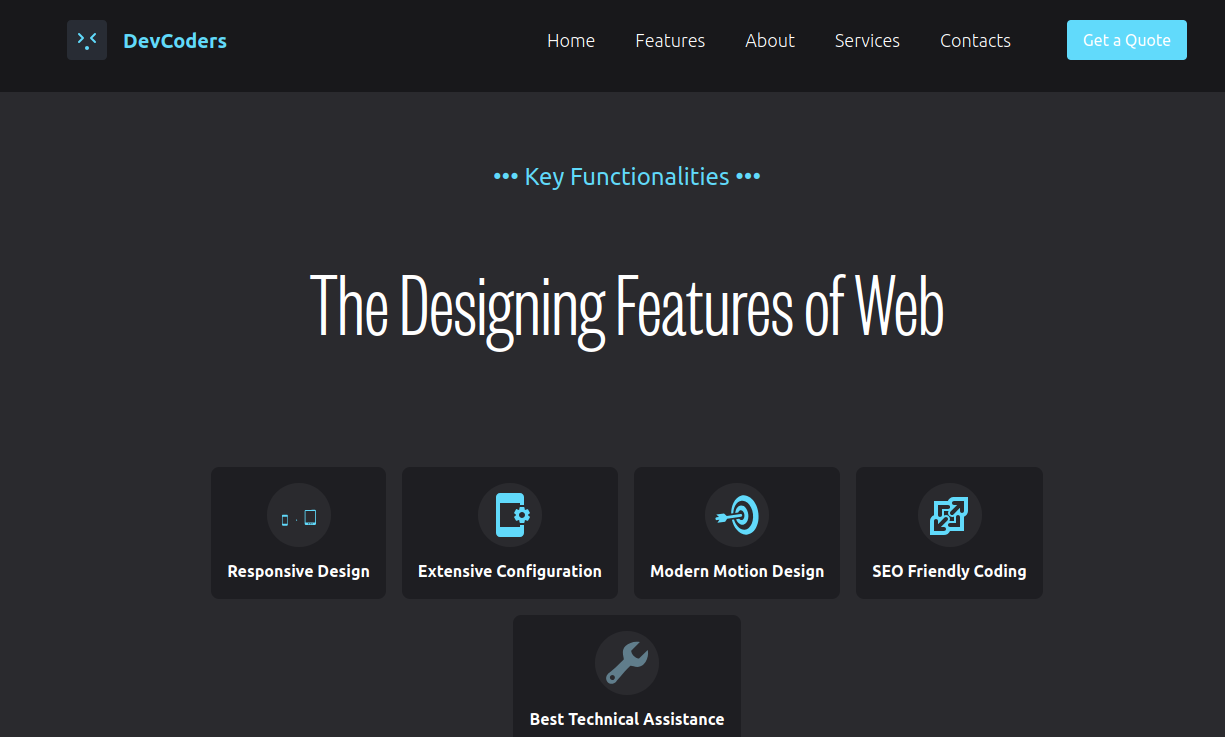 DevCoders Home Features About Services Contacts Get a Quote
••• Key Functionalities •••
The Designing Features of Web
Responsive Design Extensive Configuration Modern Motion Design SEO Friendly Coding
Best Technical Assistance